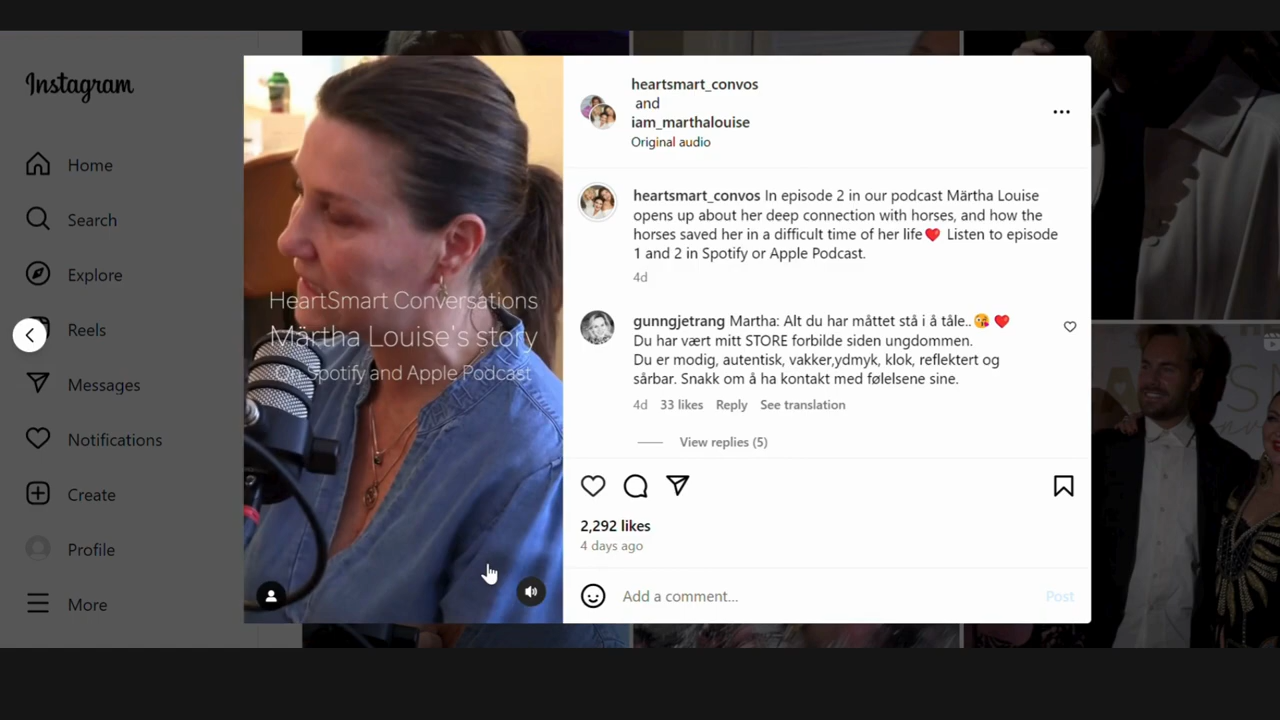 Instagram
Home
Search
Explore
Reels
Messages
Notifications
Create
Profile
More
HeartSmart Conversations
Märtha Louise's story
On Spotify and Apple Podcast
heartsmart_convos
and
iam_marthalouise
Original audio
heartsmart_convos In episode 2 in our podcast Märtha Louise
opens up about her deep connection with horses, and how the
horses saved her in a difficult time of her life❤️ Listen to episode
1 and 2 in Spotify or Apple Podcast.
4d
gunngjetrang Martha: Alt du har måttet stå i å tåle..😘 ❤️
Du har vært mitt STORE forbilde siden ungdommen.
Du er modig, autentisk, vakker,ydmyk, klok, reflektert og
sårbar. Snakk om å ha kontakt med følelsene sine.
4d 33 likes Reply See translation
View replies (5)
2,292 likes
4 days ago
Add a comment... Post